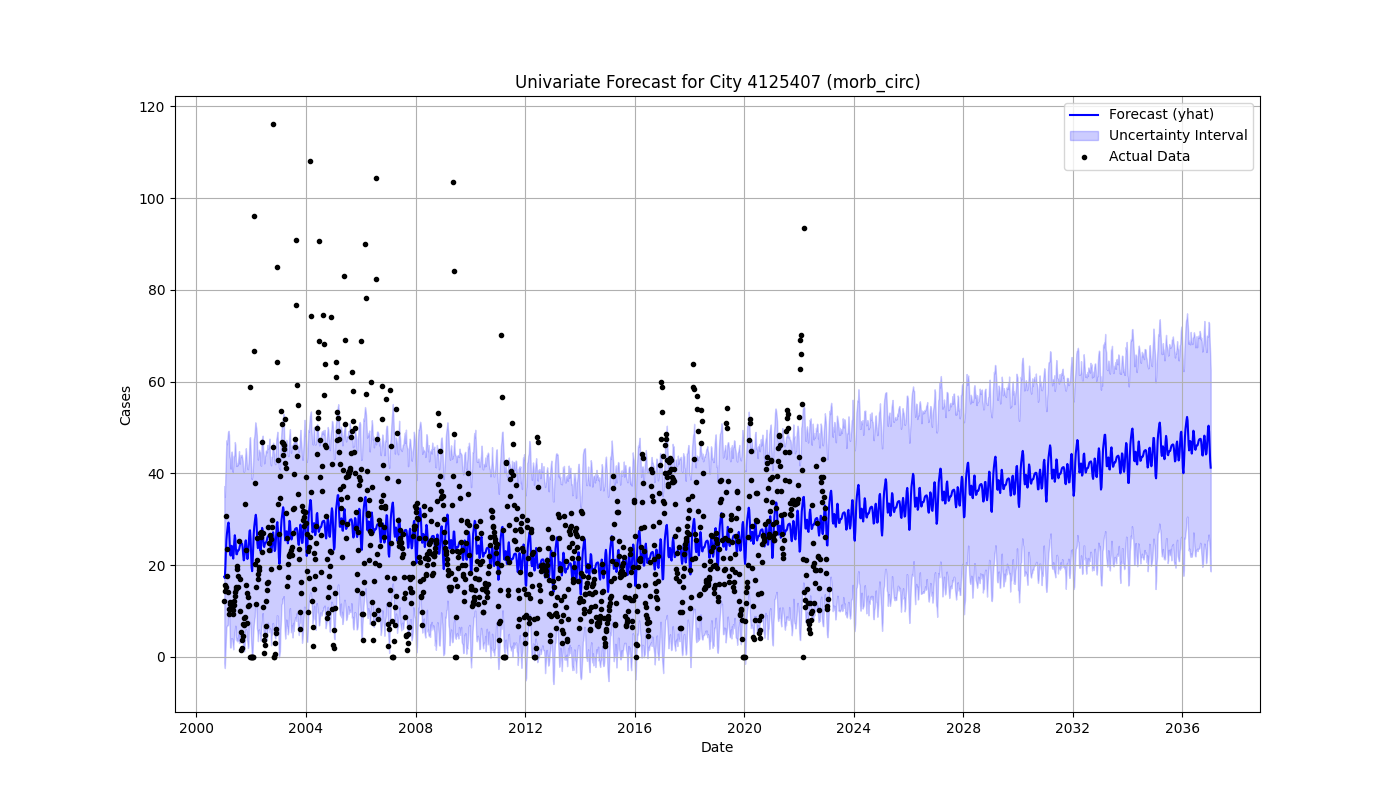 Univariate Forecast for City 4125407 (morb_circ)
Forecast (yhat)
Uncertainty Interval
Actual Data
120
100
80
60
40
20
0
Cases
2000 2004 2008 2012 2016 2020 2024 2028 2032 2036
Date